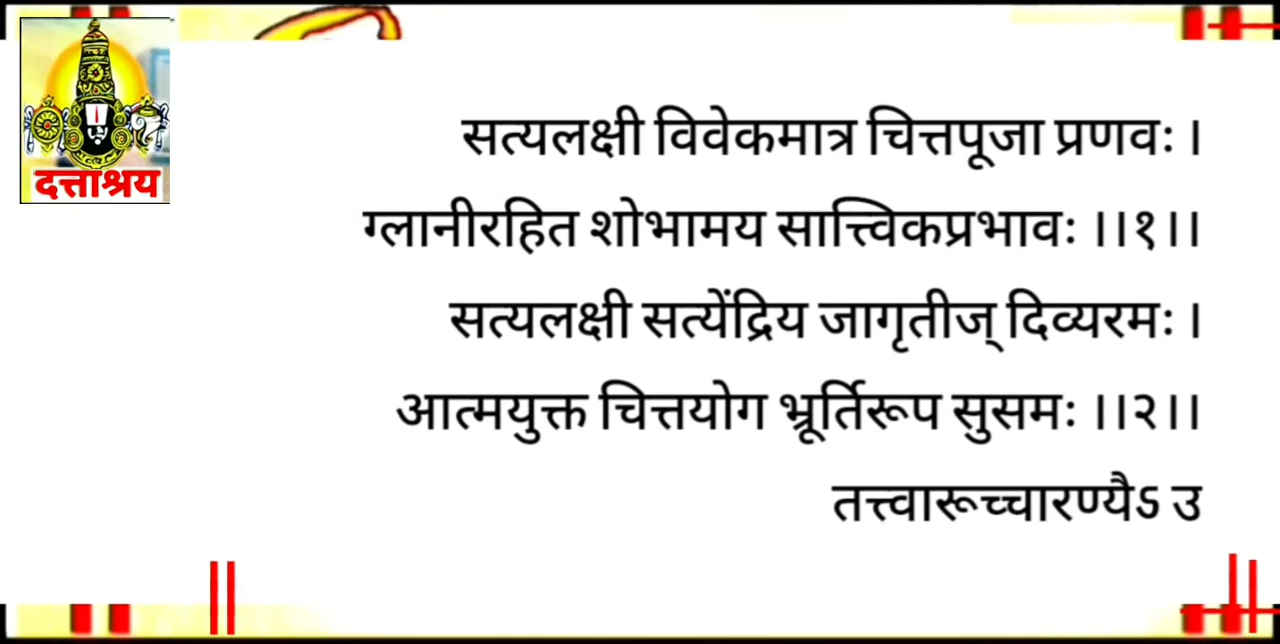 दत्ताश्रय
सत्यलक्षी विवेकमात्र चित्तपूजा प्रणवः ।
ग्लानीरहित शोभामय सात्त्विकप्रभावः ।।१।।
सत्यलक्षी सत्येंद्रिय जागृतीज् दिव्यरमः ।
आत्मयुक्त चित्तयोग भ्रूर्तिरूप सुसमः ।।२।।
तत्त्वारूच्चारण्यैऽ उ